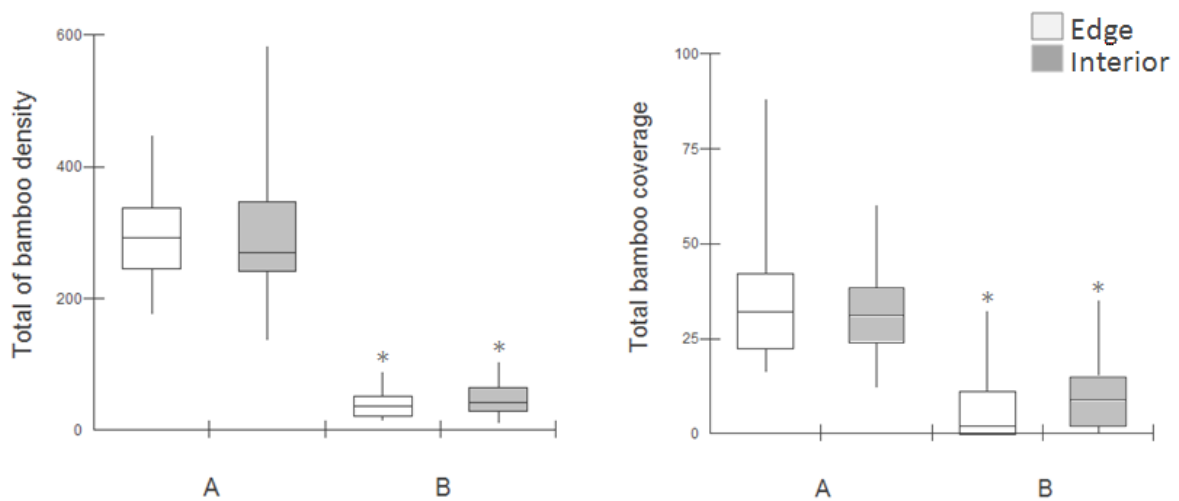 Total of bamboo density
600
400
200
0
*
*
A
B
Total bamboo coverage
100
75
50
25
0
*
*
A
B
Edge
Interior